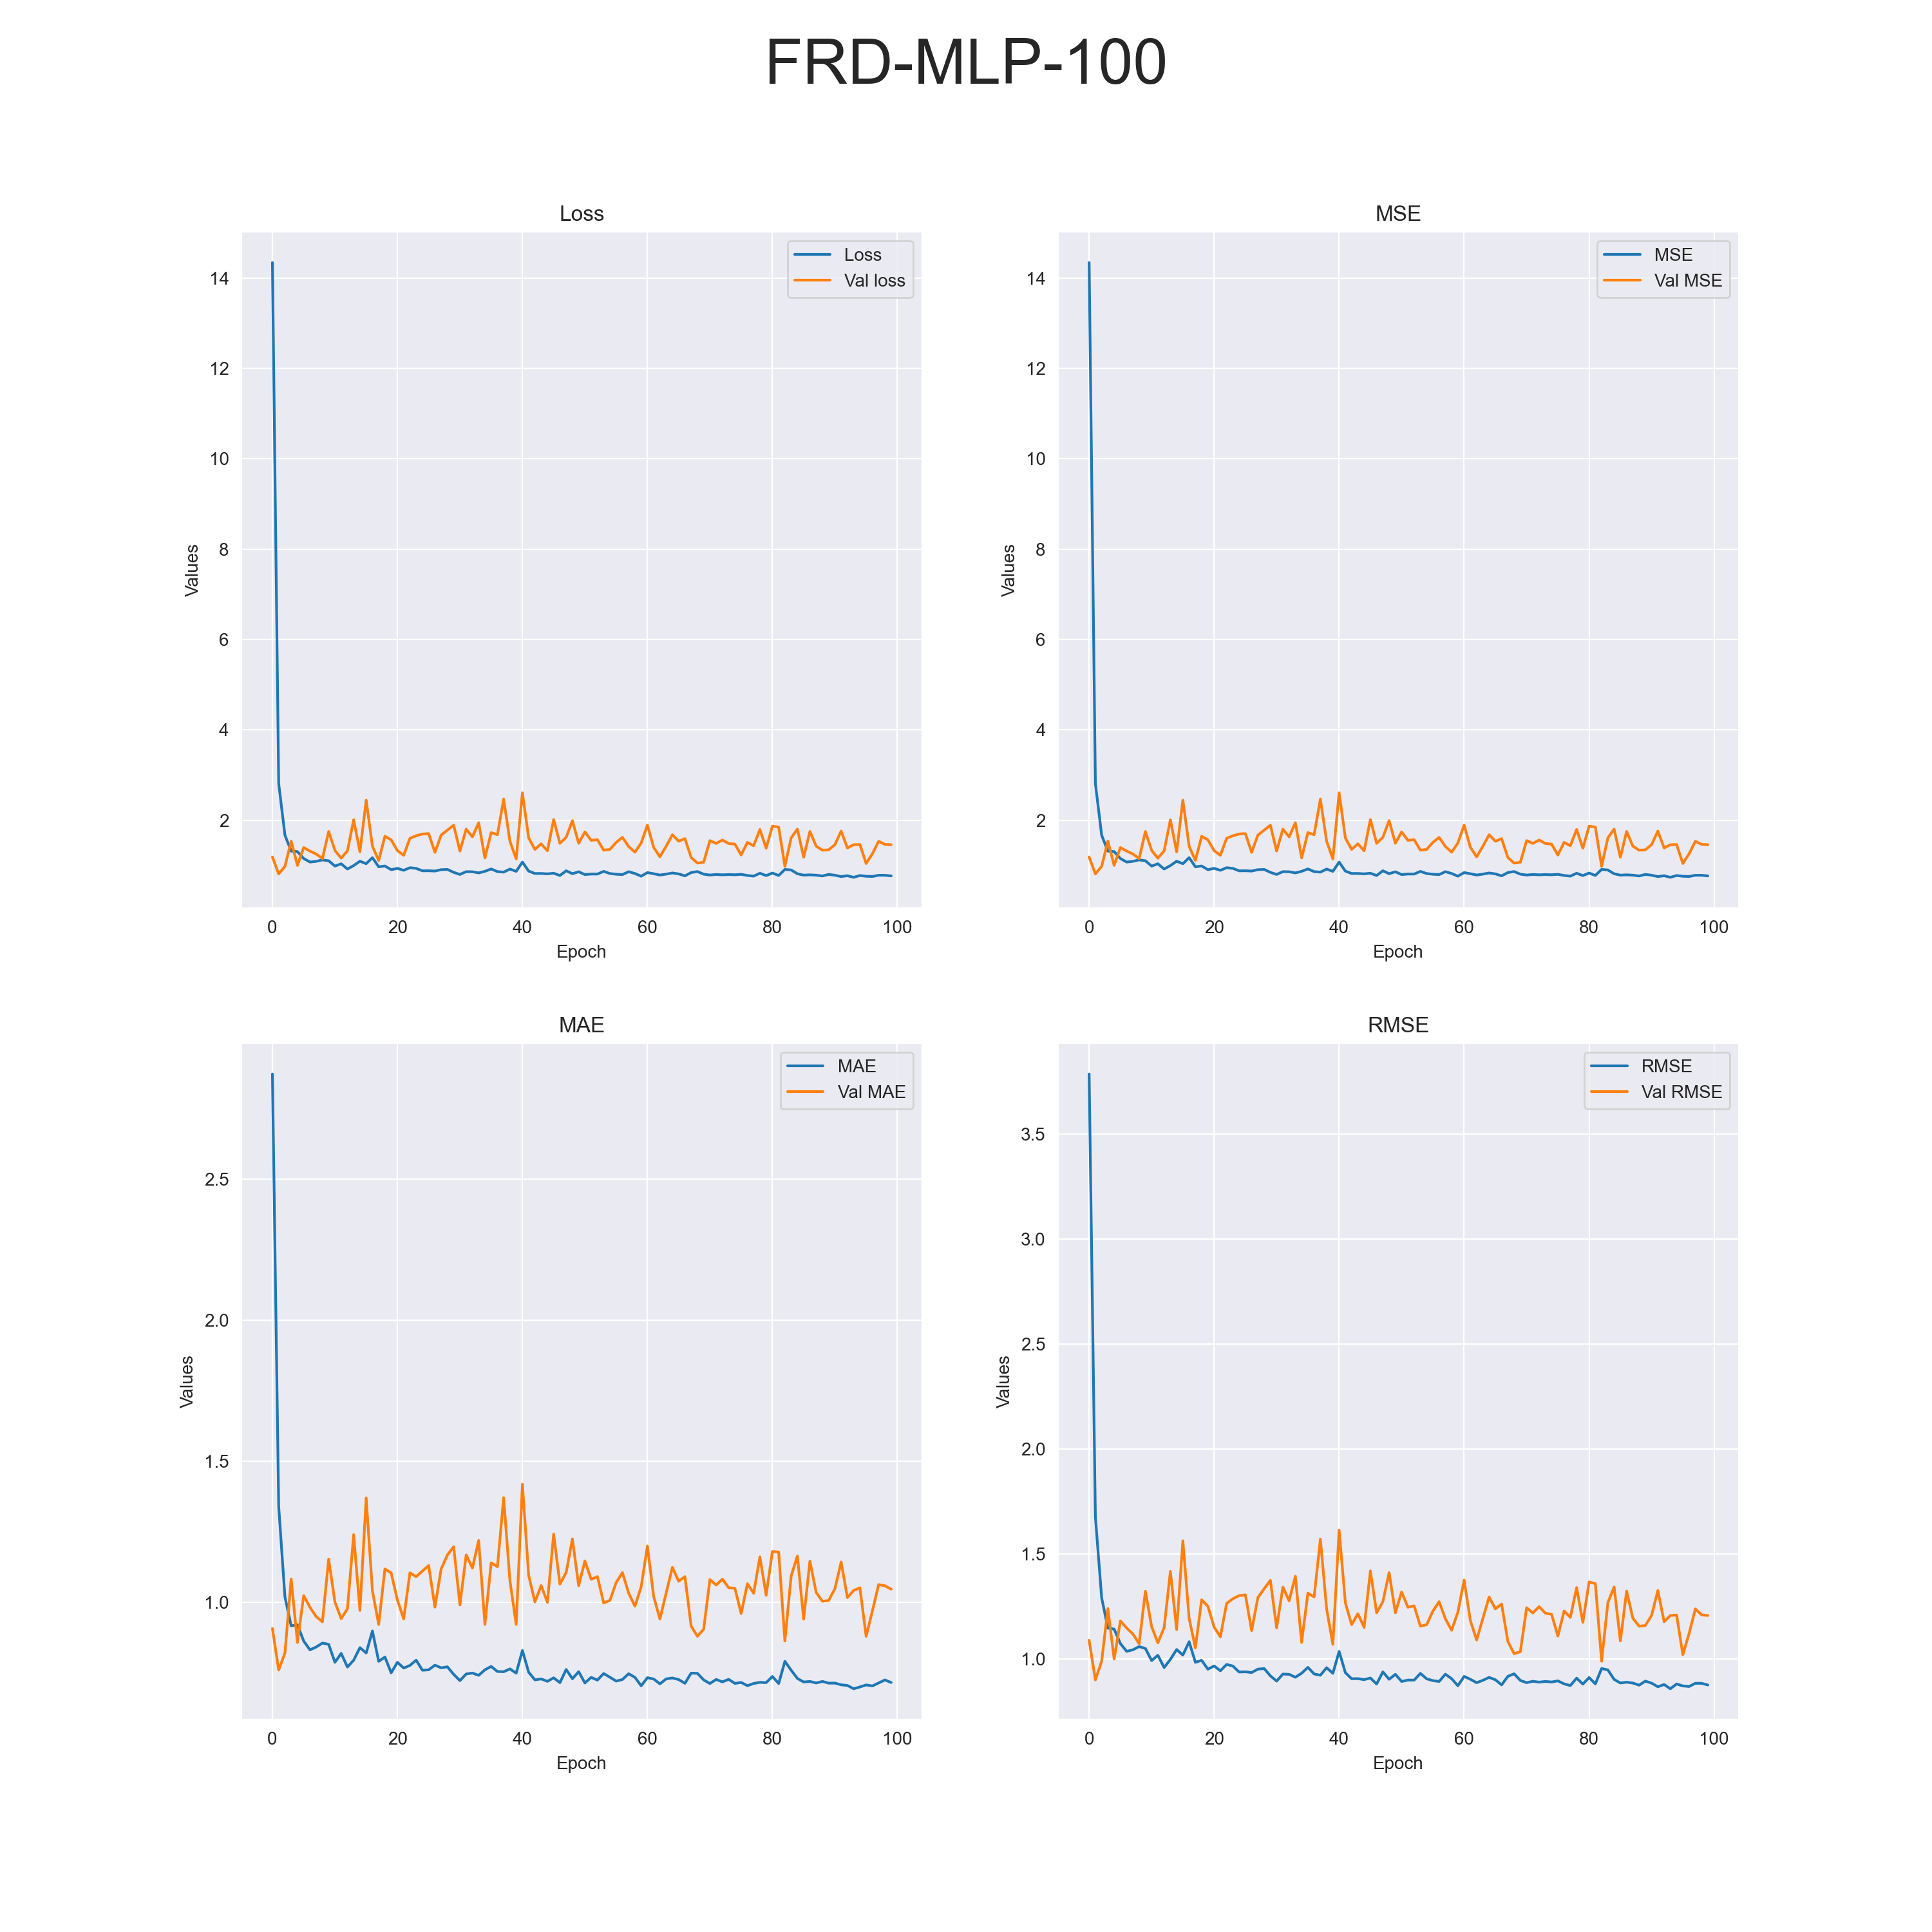 FRD-MLP-100
Loss
Loss
Val loss
14
12
10
8
6
4
2
Values
0 20 40 60 80 100
Epoch
MSE
MSE
Val MSE
14
12
10
8
6
4
2
Values
0 20 40 60 80 100
Epoch
MAE
MAE
Val MAE
2.5
2.0
1.5
1.0
Values
0 20 40 60 80 100
Epoch
RMSE
RMSE
Val RMSE
3.5
3.0
2.5
2.0
1.5
1.0
Values
0 20 40 60 80 100
Epoch